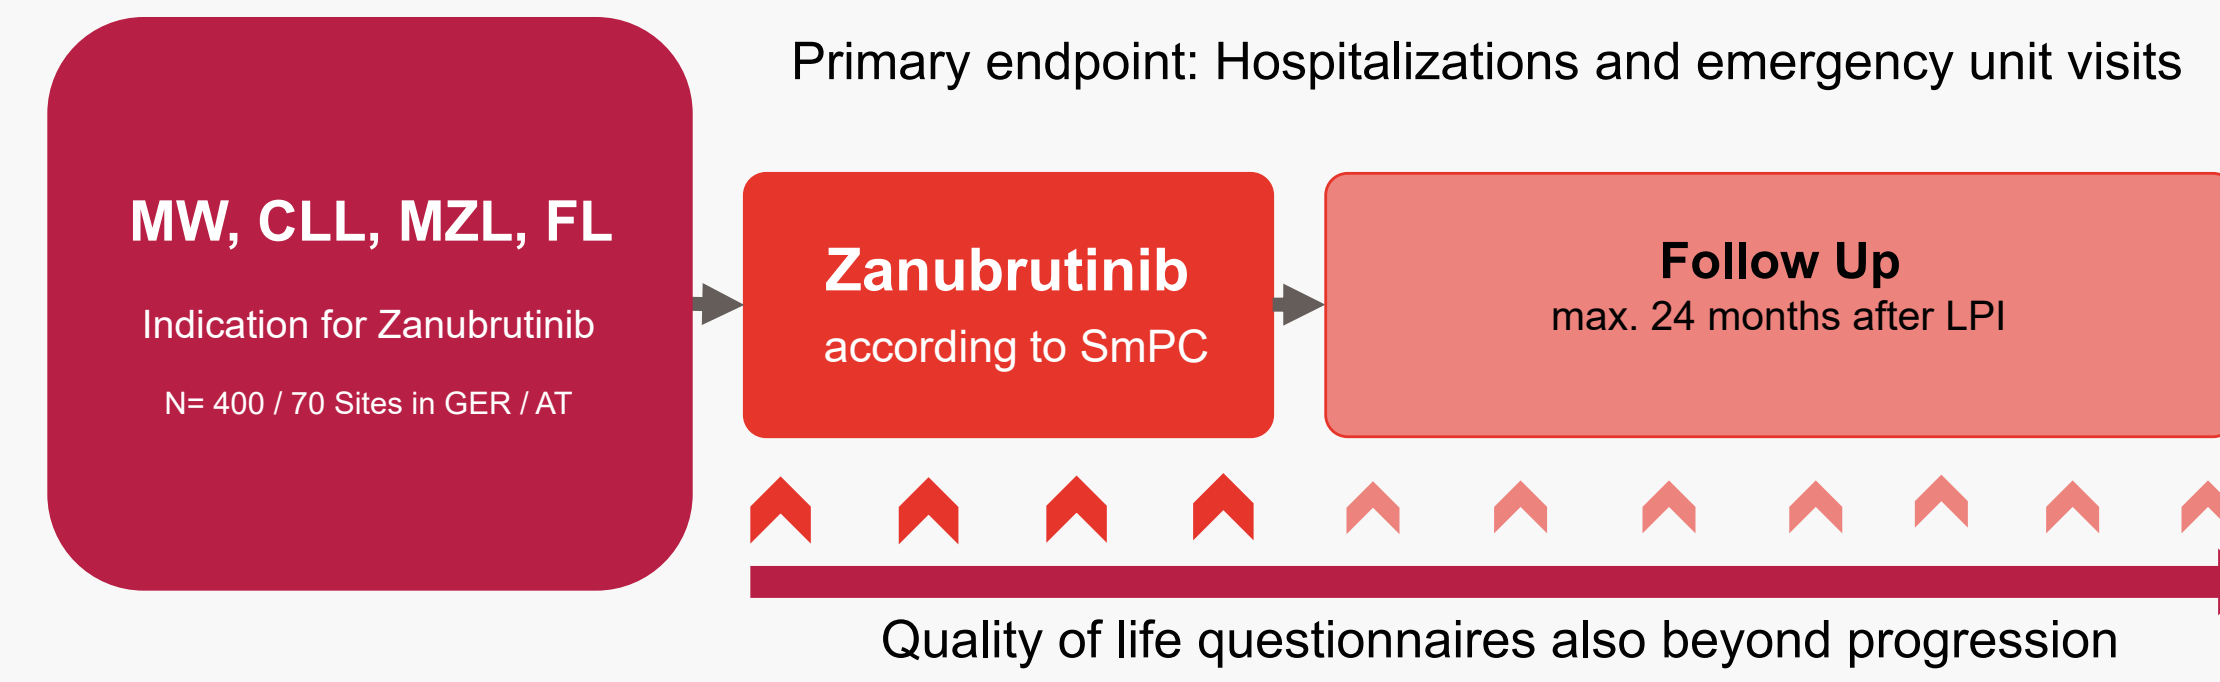 Primary endpoint: Hospitalizations and emergency unit visits
MW, CLL, MZL, FL
Indication for Zanubrutinib
N= 400 / 70 Sites in GER / AT
Zanubrutinib
according to SmPC
Follow Up
max. 24 months after LPI
Quality of life questionnaires also beyond progression